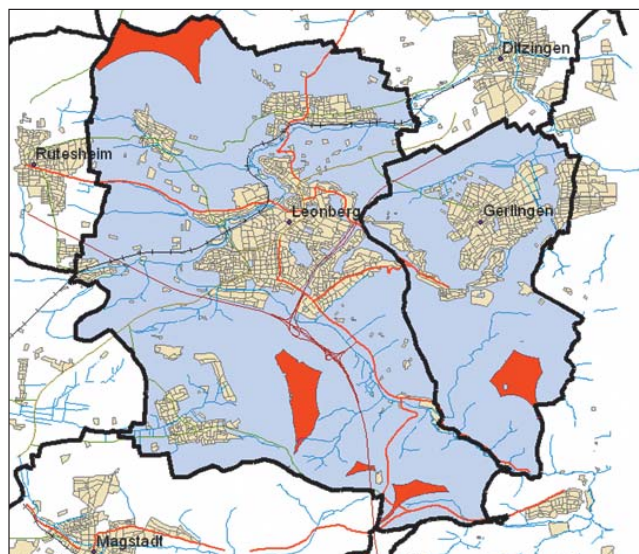 Ditzingen
Rutesheim
Leonberg
Gerlingen
Magstadt